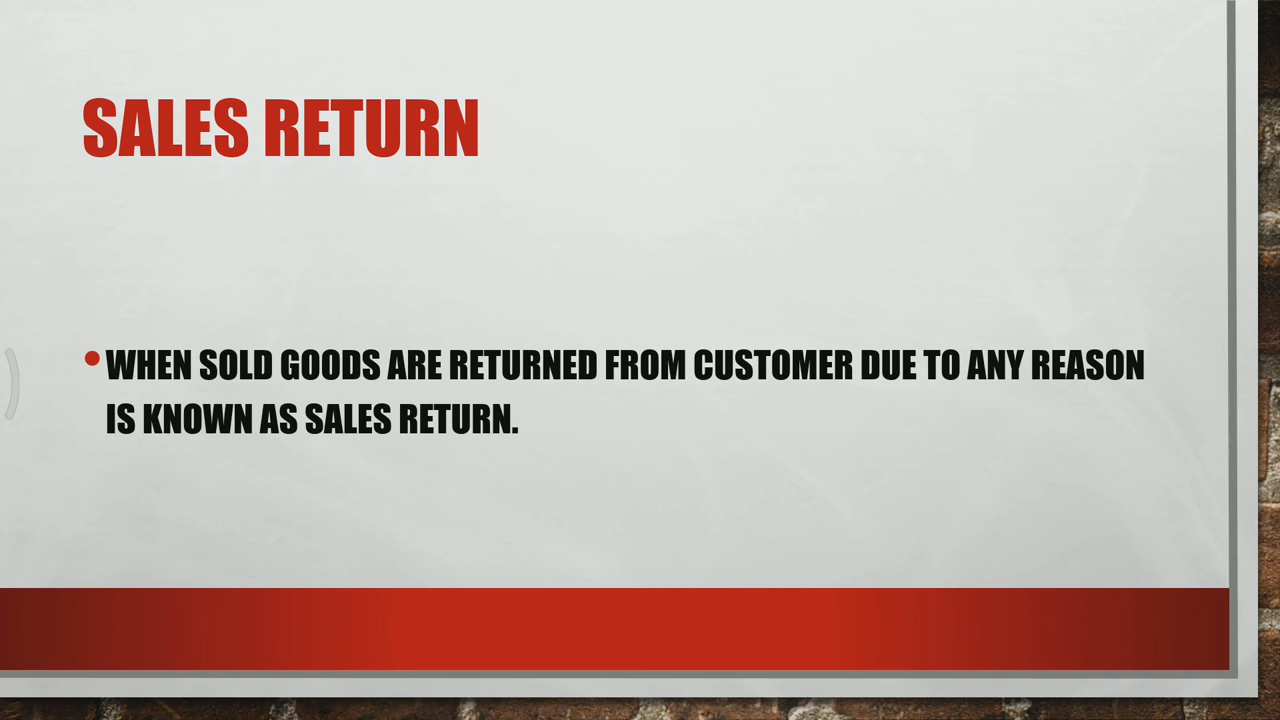 SALES RETURN
•WHEN SOLD GOODS ARE RETURNED FROM CUSTOMER DUE TO ANY REASON
IS KNOWN AS SALES RETURN.